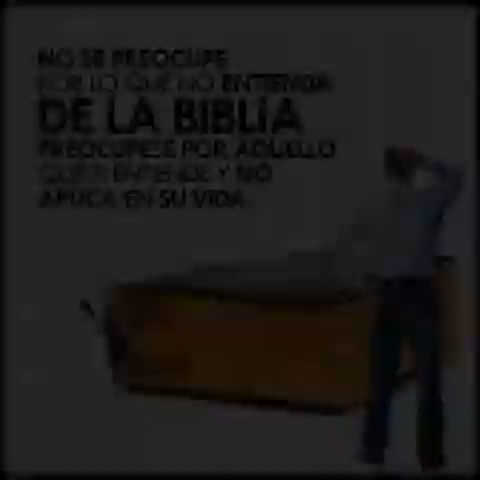 NO SE PREOCUPE
POR LO QUE NO ENTIENDA
DE LA BIBLIA
PREOCUPESE POR AQUELLO
QUE SI ENTIENDE Y NO
APLICA EN SU VIDA.